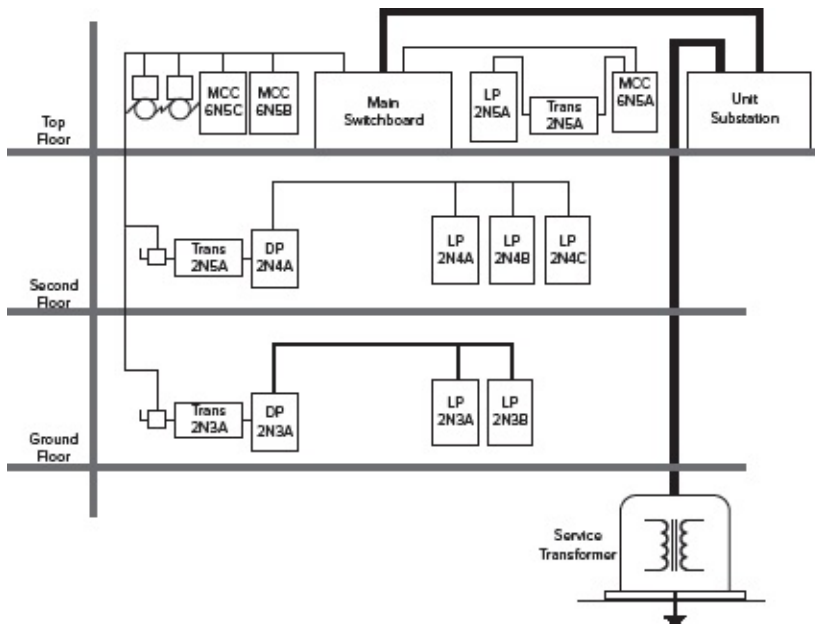 MCC
6N5C
MCC
6N5B
Main
Switchboard
LP
2N5A
Trans
2N5A
MCC
6N5A
Unit
Substation
Top
Floor
Trans
2N5A
DP
2N4A
LP
2N4A
LP
2N4B
LP
2N4C
Second
Floor
Trans
2N3A
DP
2N3A
LP
2N3A
LP
2N3B
Ground
Floor
Service
Transformer